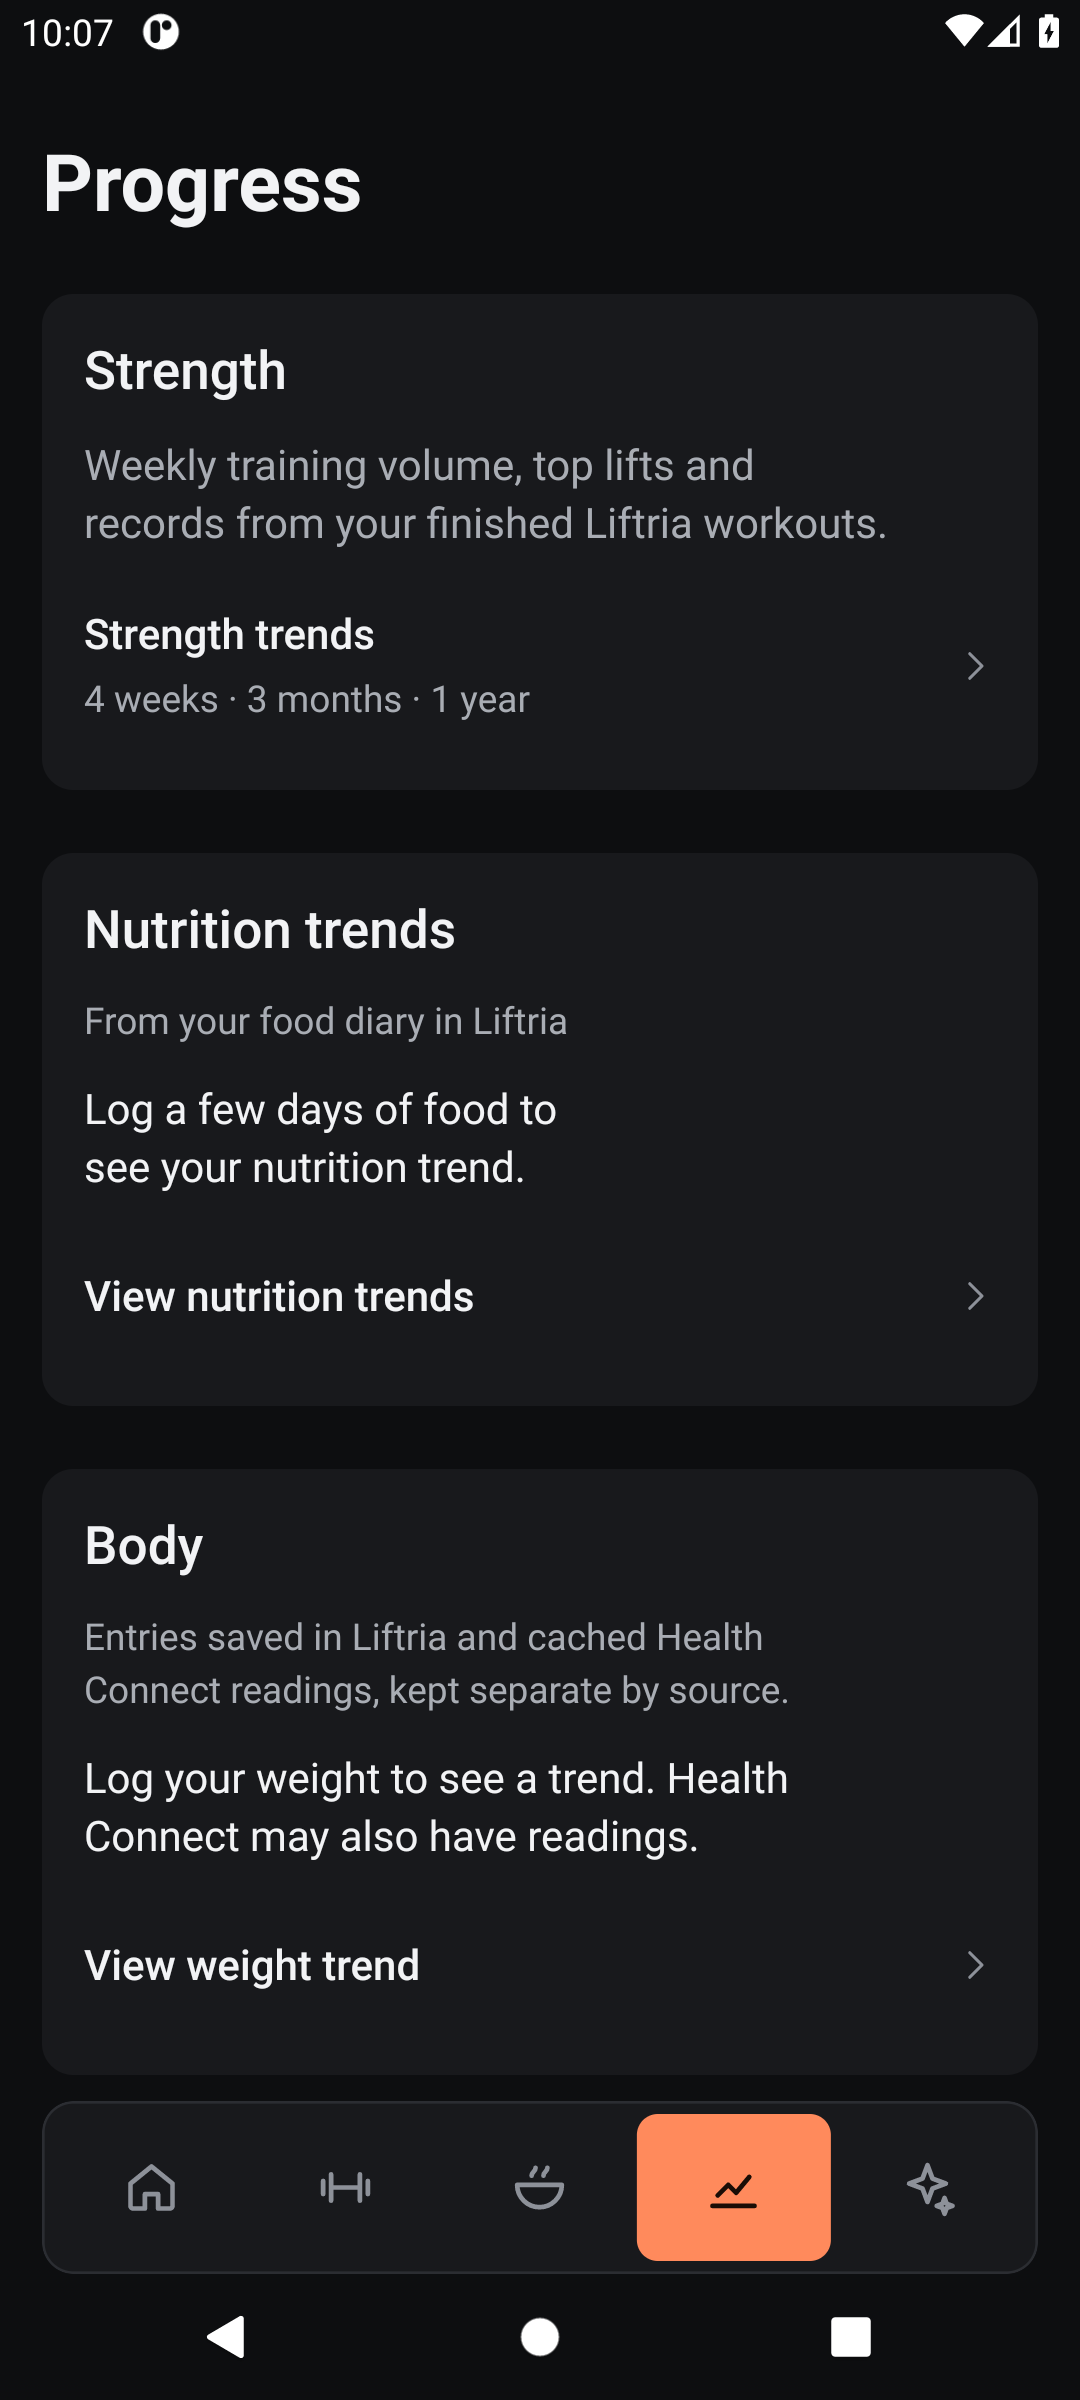 10:07
Progress
Strength
Weekly training volume, top lifts and
records from your finished Liftria workouts.
Strength trends
4 weeks · 3 months · 1 year
Nutrition trends
From your food diary in Liftria
Log a few days of food to
see your nutrition trend.
View nutrition trends
Body
Entries saved in Liftria and cached Health
Connect readings, kept separate by source.
Log your weight to see a trend. Health
Connect may also have readings.
View weight trend